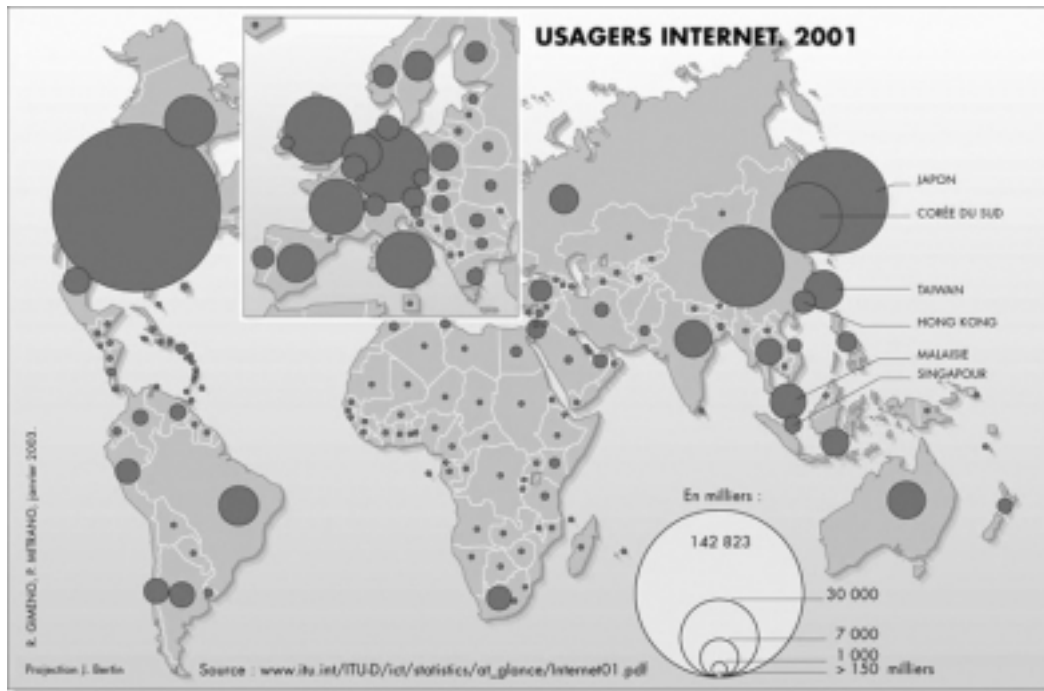 USAGERS INTERNET. 2001
JAPON
CORÉE DU SUD
TAIWAN
HONG KONG
MALAISIE
SINGAPOUR
En milliers :
142 823
30 000
7 000
1 000
> 150 milliers
R. GIMENO, P. MITRANO, janvier 2003.
Projection J. Bertin
Source : www.itu.int/ITU-D/ict/statistics/at_glance/Internet01.pdf